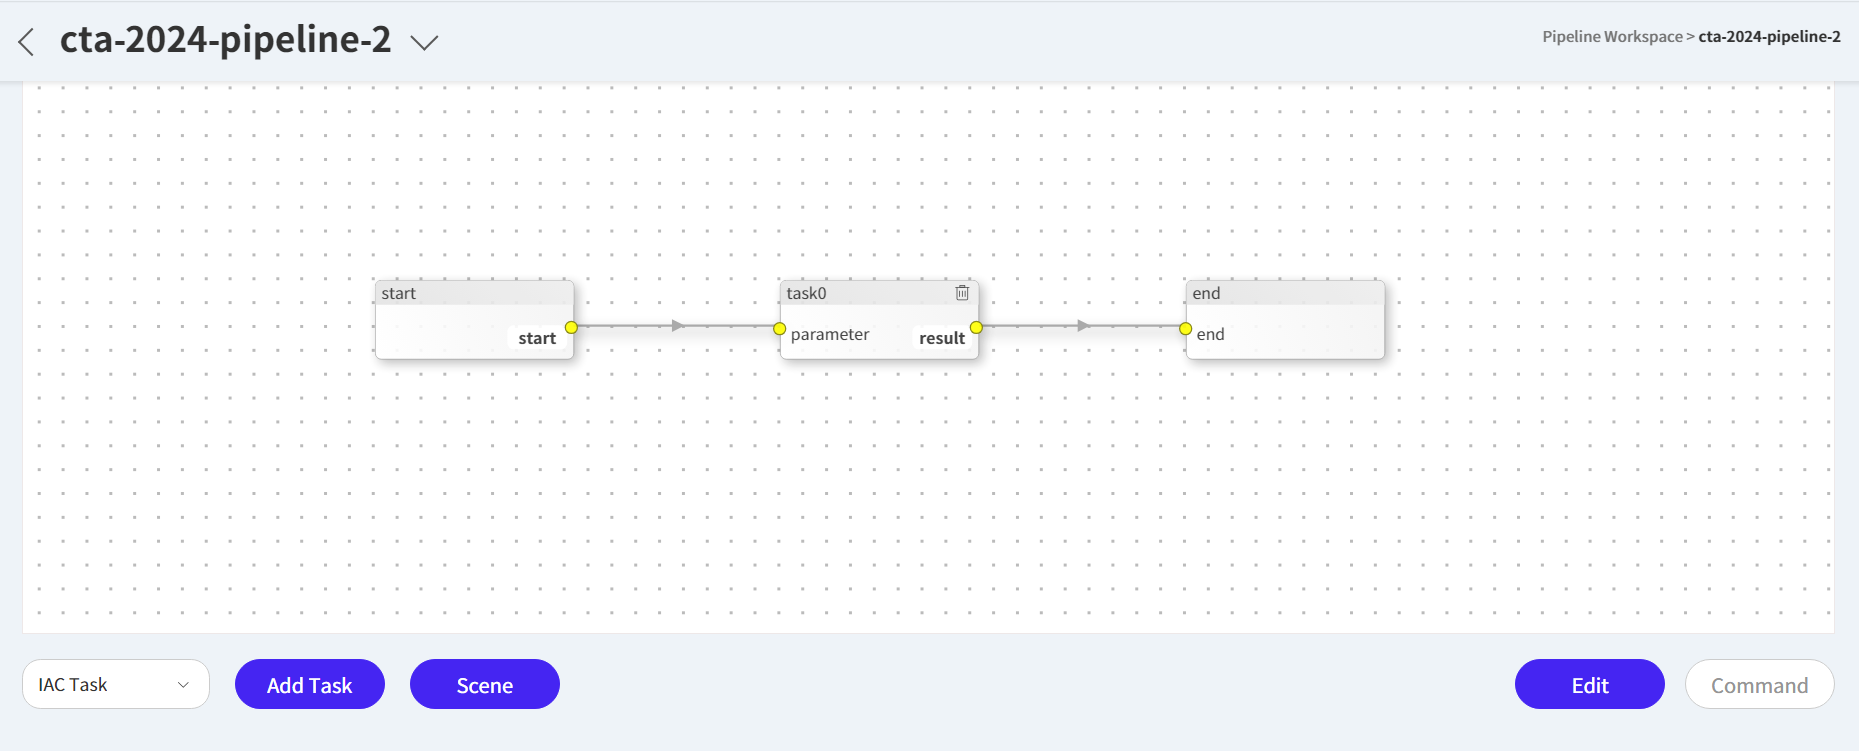 cta-2024-pipeline-2
Pipeline Workspace > cta-2024-pipeline-2
start
start
task0
parameter
result
end
end
IAC Task
Add Task
Scene
Edit
Command